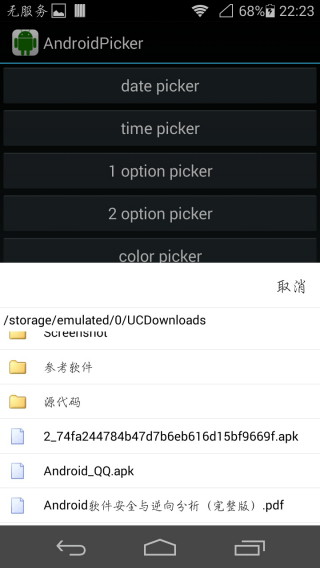 无服务 68% 22:23
AndroidPicker
date picker
time picker
1 option picker
2 option picker
color picker
取消
/storage/emulated/0/UCDownloads
Screenshot
参考软件
源代码
2_74fa244784b47d7b6eb616d15bf9669f.apk
Android_QQ.apk
Android软件安全与逆向分析（完整版）.pdf